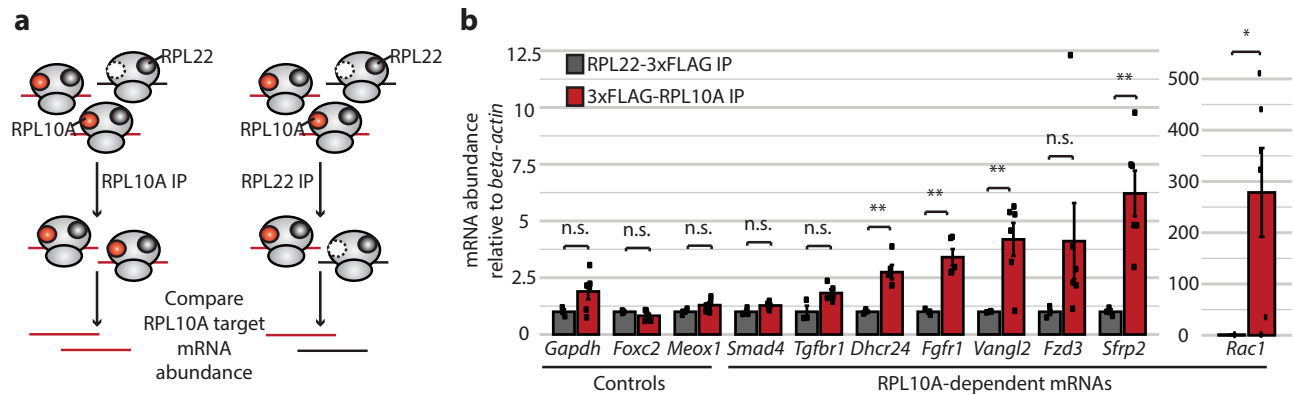 a
RPL22
RPL22
RPL10A
RPL10A
RPL10A IP
RPL22 IP
Compare
RPL10A target
mRNA
abundance
b
mRNA abundance
relative to beta-actin
12.5
10
7.5
5
2.5
0
RPL22-3xFLAG IP
3xFLAG-RPL10A IP
n.s.
n.s.
n.s.
n.s.
n.s.
**
**
**
n.s.
**
*
500
400
300
200
100
0
Gapdh Foxc2 Meox1 Smad4 Tgfbr1 Dhcr24 Fgfr1 Vangl2 Fzd3 Sfrp2 Rac1
Controls
RPL10A-dependent mRNAs